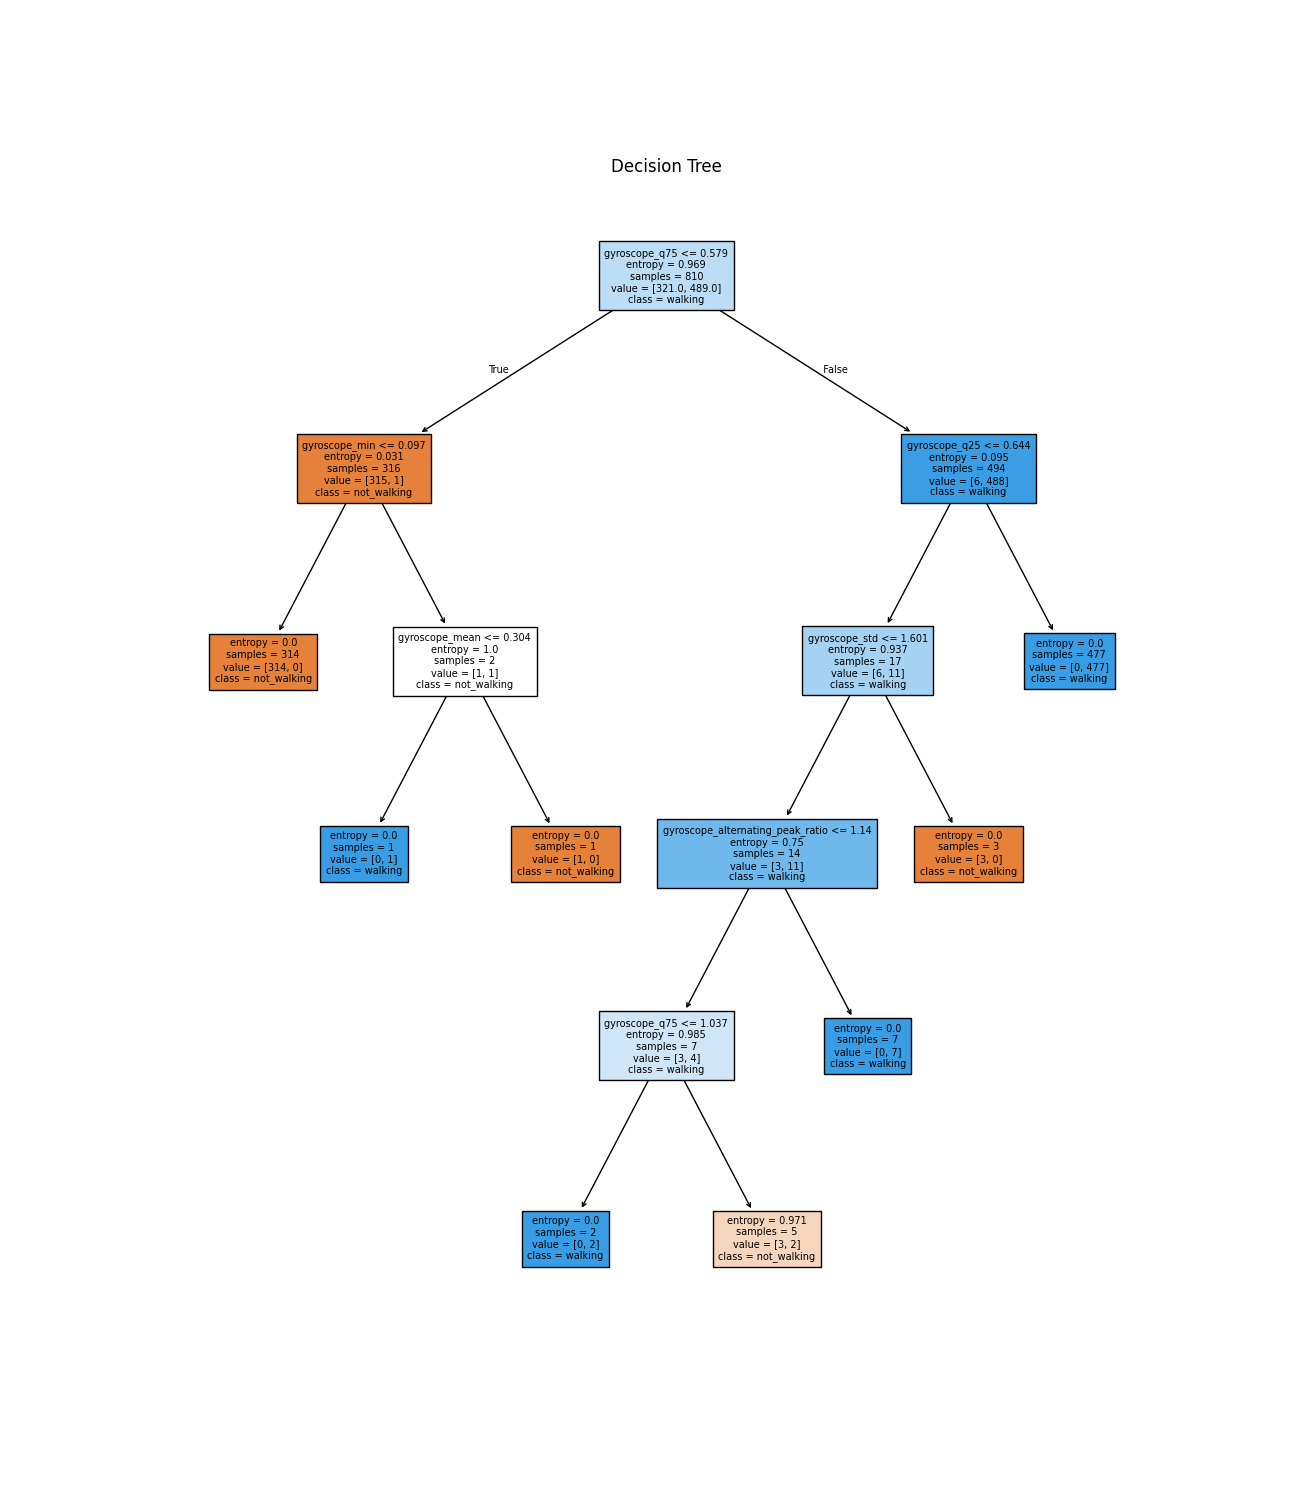 Decision Tree
gyroscope_q75 <= 0.579
entropy = 0.969
samples = 810
value = [321.0, 489.0]
class = walking
True
False
gyroscope_min <= 0.097
entropy = 0.031
samples = 316
value = [315, 1]
class = not_walking
gyroscope_q25 <= 0.644
entropy = 0.095
samples = 494
value = [6, 488]
class = walking
entropy = 0.0
samples = 314
value = [314, 0]
class = not_walking
gyroscope_mean <= 0.304
entropy = 1.0
samples = 2
value = [1, 1]
class = not_walking
gyroscope_std <= 1.601
entropy = 0.937
samples = 17
value = [6, 11]
class = walking
entropy = 0.0
samples = 477
value = [0, 477]
class = walking
entropy = 0.0
samples = 1
value = [0, 1]
class = walking
entropy = 0.0
samples = 1
value = [1, 0]
class = not_walking
gyroscope_alternating_peak_ratio <= 1.14
entropy = 0.75
samples = 14
value = [3, 11]
class = walking
entropy = 0.0
samples = 3
value = [3, 0]
class = not_walking
gyroscope_q75 <= 1.037
entropy = 0.985
samples = 7
value = [3, 4]
class = walking
entropy = 0.0
samples = 7
value = [0, 7]
class = walking
entropy = 0.0
samples = 2
value = [0, 2]
class = walking
entropy = 0.971
samples = 5
value = [3, 2]
class = not_walking